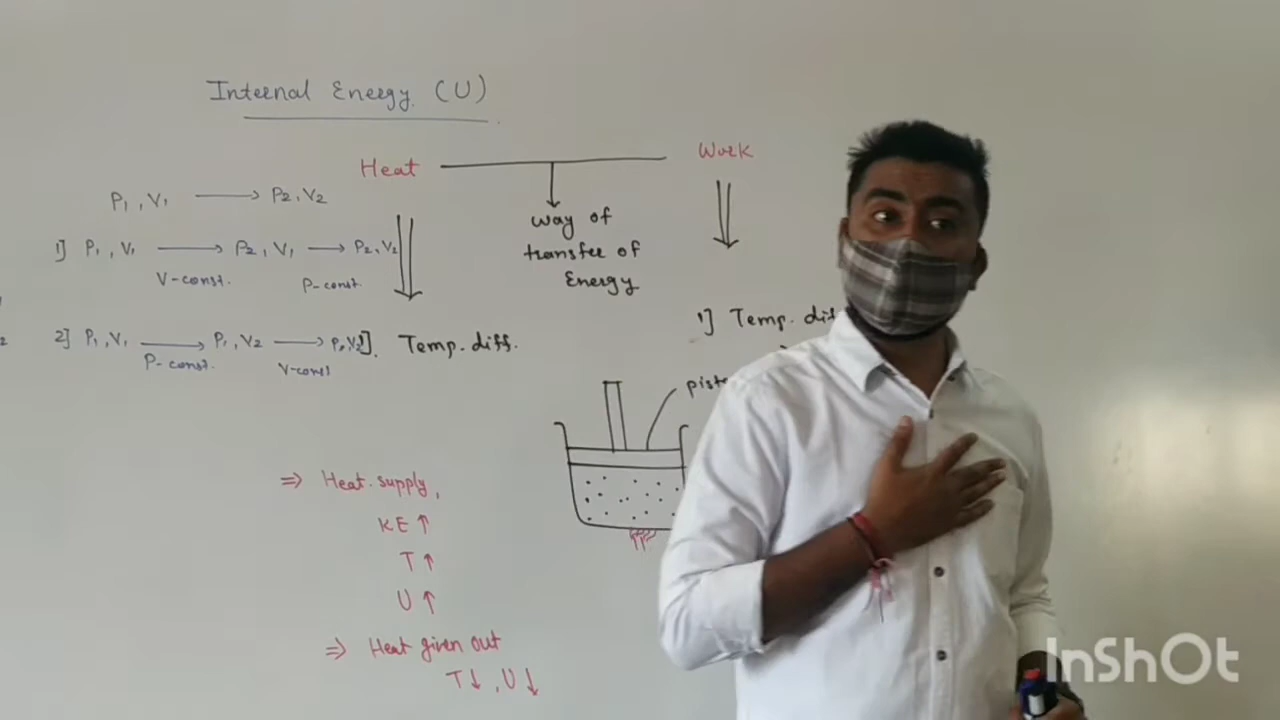 Internal Energy (U)
Heat
Work
P1, V1 → P2, V2
way of
transfer of
Energy
1] P1, V1 → P2, V1 → P2, V2
V-const.
P-const.
2] P1, V1 → P1, V2 → P2, V2
P-const.
V-const
1]. Temp. diff.
1] Temp.
⇒ Heat supply,
KE ↑
T ↑
U ↑
⇒ Heat given out
T↓, U↓
InShOt